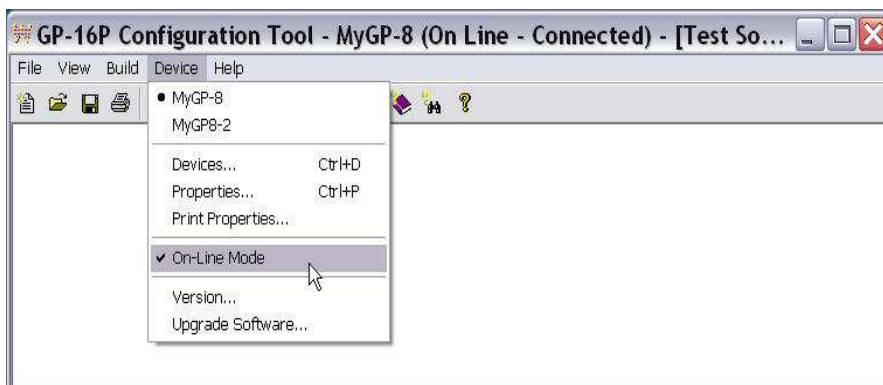 GP-16P Configuration Tool - MyGP-8 (On Line - Connected) - [Test So...
File View Build Device Help
MyGP-8
MyGP8-2
Devices... Ctrl+D
Properties... Ctrl+P
Print Properties...
On-Line Mode
Version...
Upgrade Software...